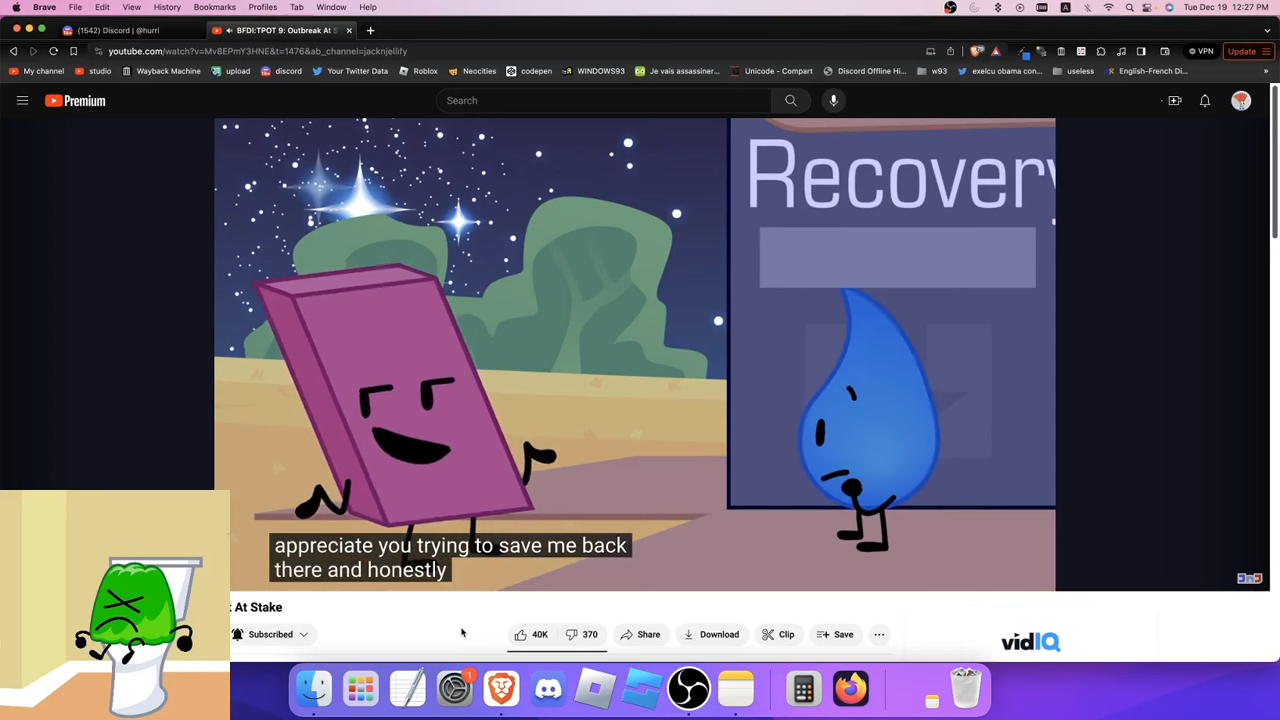 Brave File Edit View History Bookmarks Profiles Tab Window Help
Tue Dec 19 12:27 PM
(1542) Discord | @hurri
BFDI:TPOT 9: Outbreak At S
youtube.com/watch?v=Mv8EPmY3HNE&t=1476&ab_channel=jacknjellify
VPN
Update
My channel studio Wayback Machine upload discord Your Twitter Data Roblox Neocities codepen WINDOWS93 Je vais assassiner... Unicode - Compart Discord Offline Hi... w93 exelcu obama con... useless English-French Di... »
Premium
Search
Recovery
appreciate you trying to save me back
there and honestly
k At Stake
Subscribed
40K 370 Share Download Clip Save
vidIQ
1